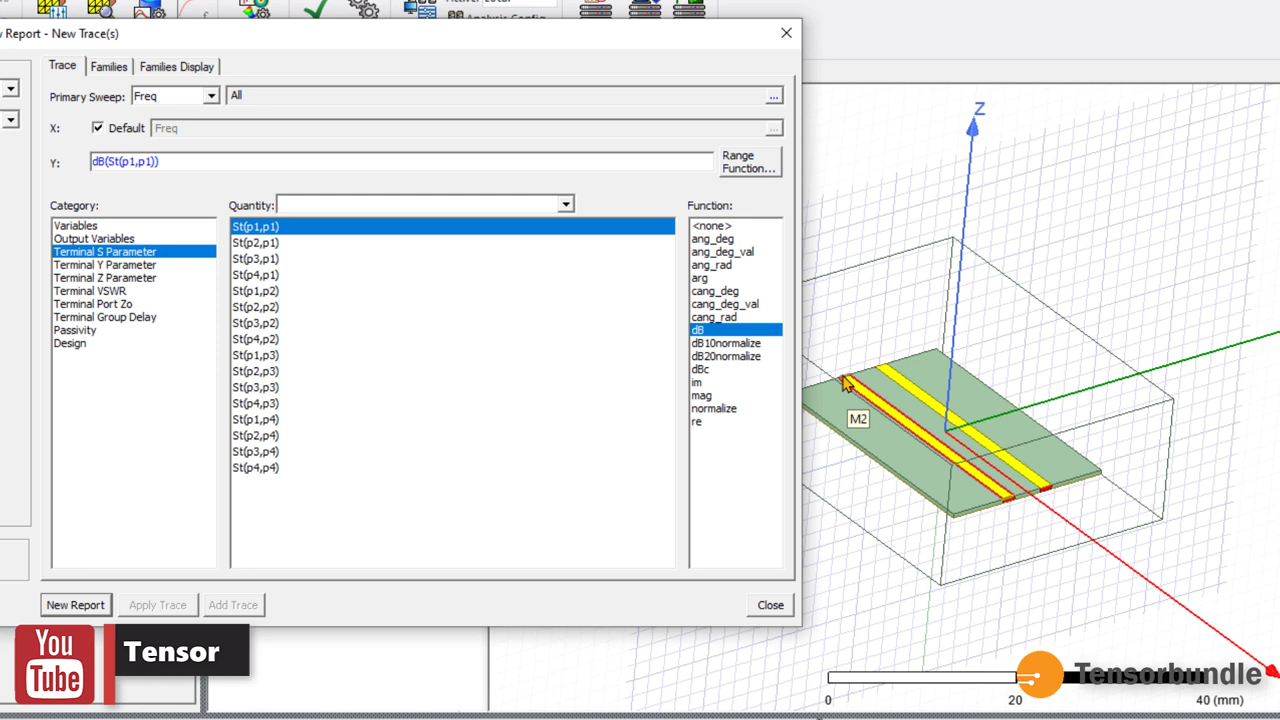 Active: Local
Analysis Config
Report - New Trace(s)
Trace
Families
Families Display
Primary Sweep:
Freq
All
...
X:
Default
Freq
...
Y:
dB(St(p1,p1))
Range
Function...
Category:
Quantity:
Function:
Variables
Output Variables
Terminal S Parameter
Terminal Y Parameter
Terminal Z Parameter
Terminal VSWR
Terminal Port Zo
Terminal Group Delay
Passivity
Design
St(p1,p1)
St(p2,p1)
St(p3,p1)
St(p4,p1)
St(p1,p2)
St(p2,p2)
St(p3,p2)
St(p4,p2)
St(p1,p3)
St(p2,p3)
St(p3,p3)
St(p4,p3)
St(p1,p4)
St(p2,p4)
St(p3,p4)
St(p4,p4)
<none>
ang_deg
ang_deg_val
ang_rad
arg
cang_deg
cang_deg_val
cang_rad
dB
dB10normalize
dB20normalize
dBc
im
mag
normalize
re
New Report
Apply Trace
Add Trace
Close
Z
M2
You
Tube
Tensor
Tensorbundle
0
20
40 (mm)